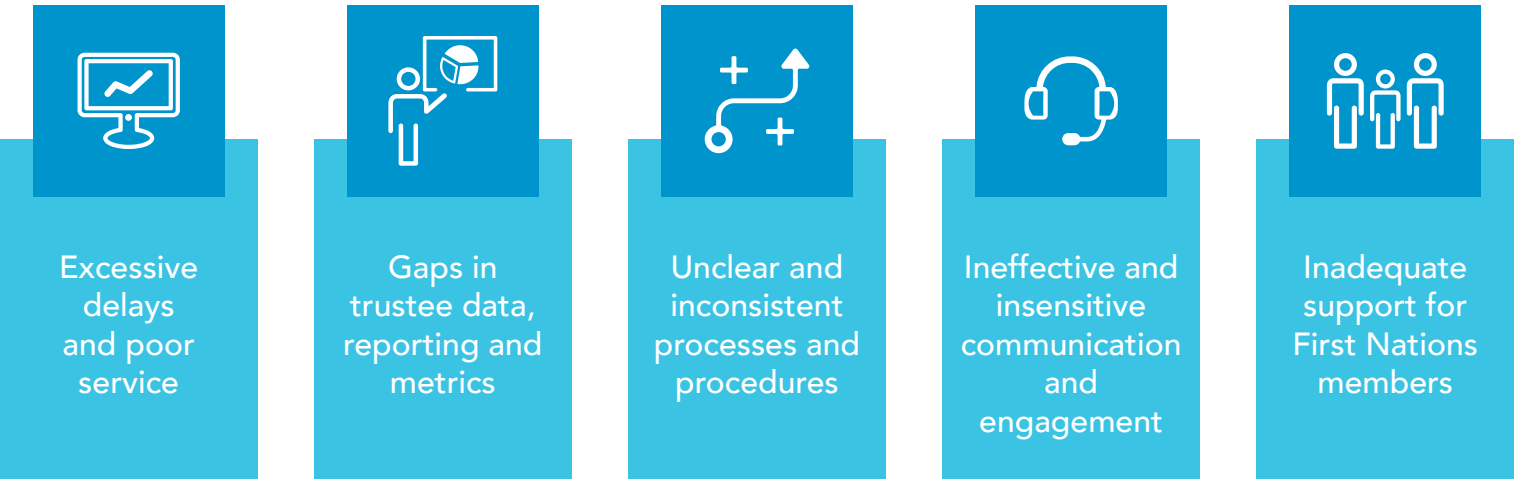 Excessive
delays
and poor
service
Gaps in
trustee data,
reporting and
metrics
Unclear and
inconsistent
processes and
procedures
Ineffective and
insensitive
communication
and
engagement
Inadequate
support for
First Nations
members